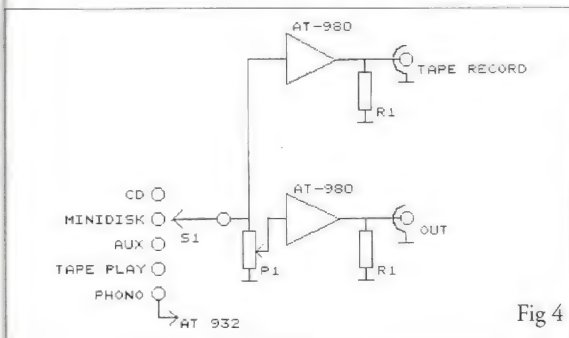 AT-980
TAPE RECORD
R1
CD
AT-980
MINIDISK
S1
OUT
AUX
P1
R1
TAPE PLAY
PHONO
AT 932
Fig 4